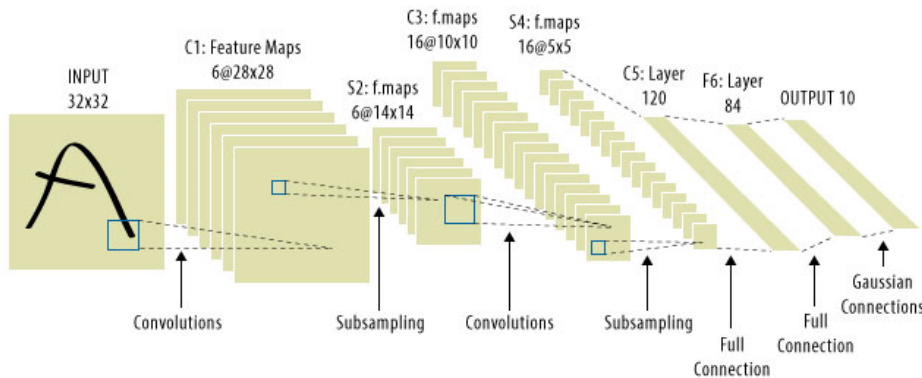 INPUT
32x32
C1: Feature Maps
6@28x28
S2: f.maps
6@14x14
C3: f.maps
16@10x10
S4: f.maps
16@5x5
C5: Layer
120
F6: Layer
84
OUTPUT 10
Convolutions
Subsampling
Convolutions
Subsampling
Full
Connection
Full
Connection
Gaussian
Connections